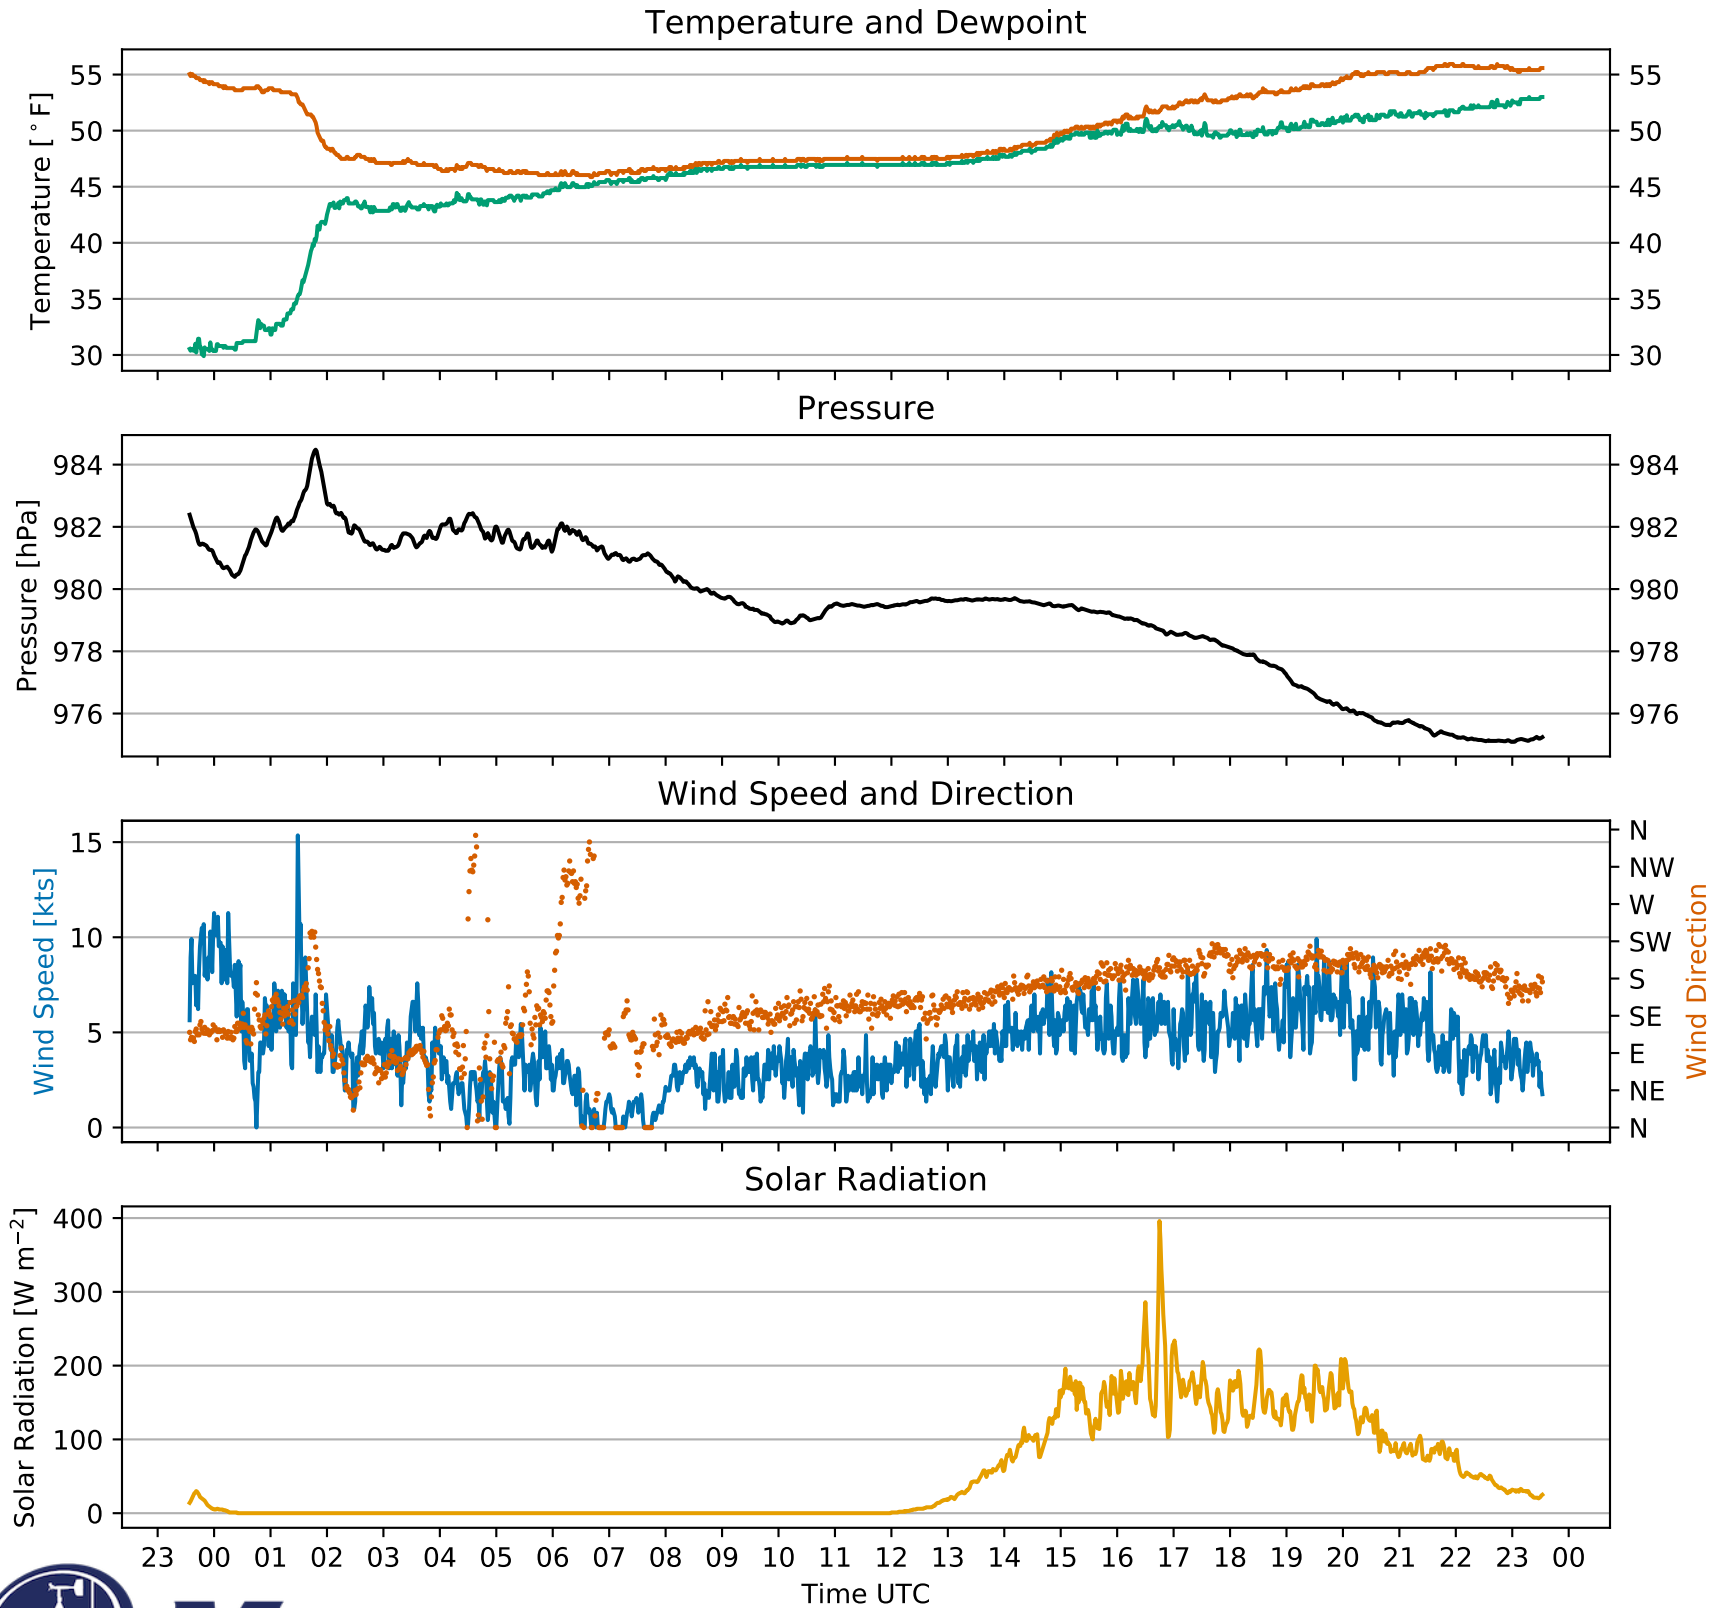 Temperature and Dewpoint
Temperature [°F]
55 55
50 50
45 45
40 40
35 35
30 30
Pressure
Pressure [hPa]
984 984
982 982
980 980
978 978
976 976
Wind Speed and Direction
Wind Speed [kts]
Wind Direction
15
10
5
0
N
NW
W
SW
S
SE
E
NE
N
Solar Radiation
Solar Radiation [W m⁻²]
400
300
200
100
0
23 00 01 02 03 04 05 06 07 08 09 10 11 12 13 14 15 16 17 18 19 20 21 22 23 00
Time UTC